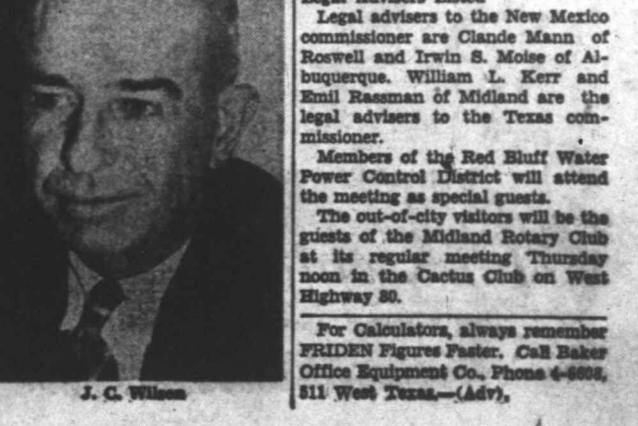 Legal advisers to the New Mexico
commissioner are Clande Mann of
Roswell and Irwin S. Moise of Al-
buquerque. William L. Kerr and
Emil Rassman of Midland are the
legal advisers to the Texas com-
missioner.
Members of the Red Bluff Water
Power Control District will attend
the meeting as special guests.
The out-of-city visitors will be the
guests of the Midland Rotary Club
at its regular meeting Thursday
noon in the Cactus Club on West
Highway 80.
For Calculators, always remember
FRIDEN Figures Faster. Call Baker
Office Equipment Co., Phone
511 West Texas.—(Adv).
J. C. Wilson